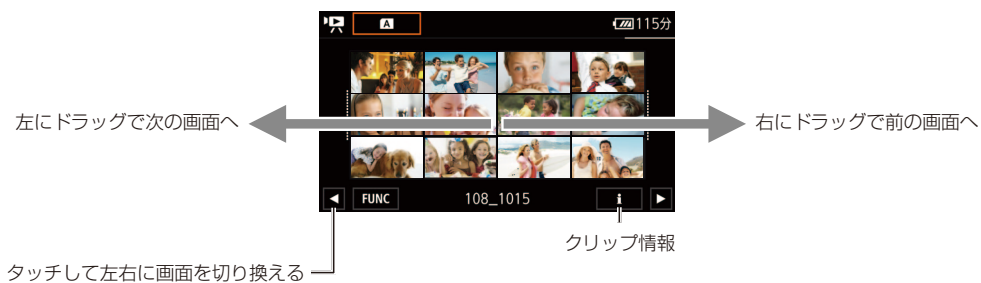 A
115分
左にドラッグで次の画面へ
右にドラッグで前の画面へ
FUNC
108_1015
i
クリップ情報
タッチして左右に画面を切り換える